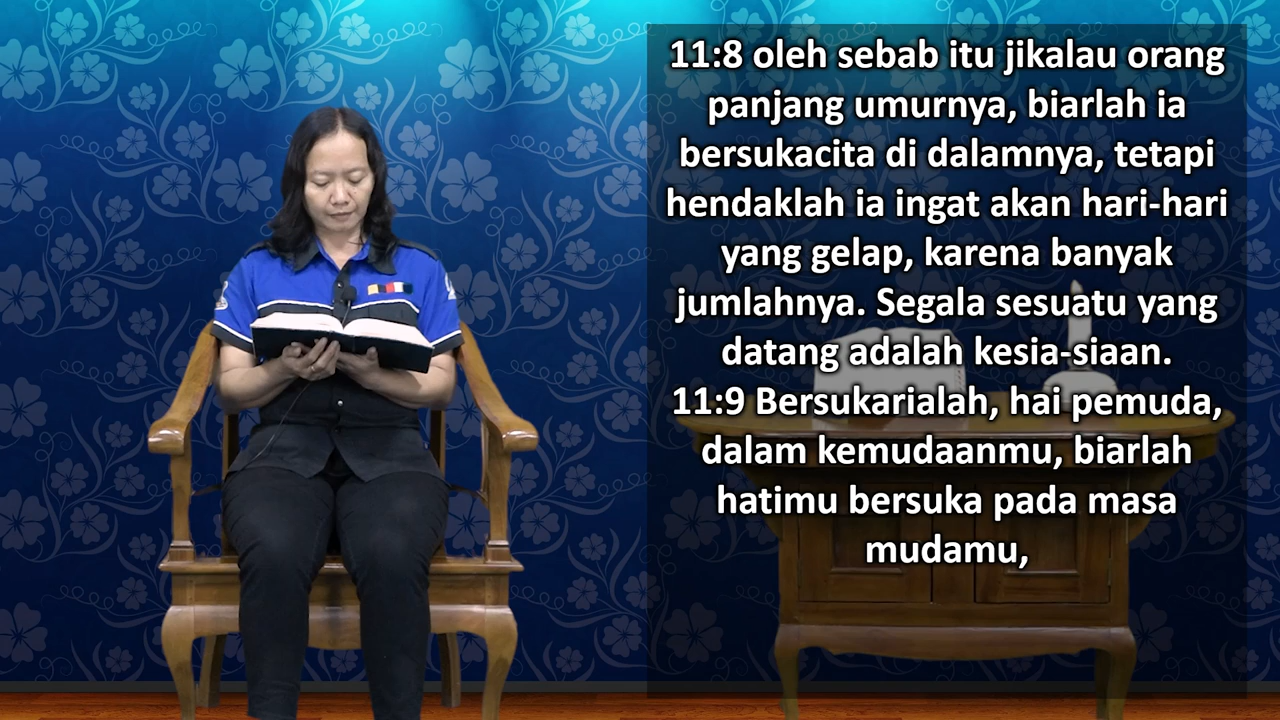 11:8 oleh sebab itu jikalau orang
panjang umurnya, biarlah ia
bersukacita di dalamnya, tetapi
hendaklah ia ingat akan hari-hari
yang gelap, karena banyak
jumlahnya. Segala sesuatu yang
datang adalah kesia-siaan.
11:9 Bersukarialah, hai pemuda,
dalam kemudaanmu, biarlah
hatimu bersuka pada masa
mudamu,